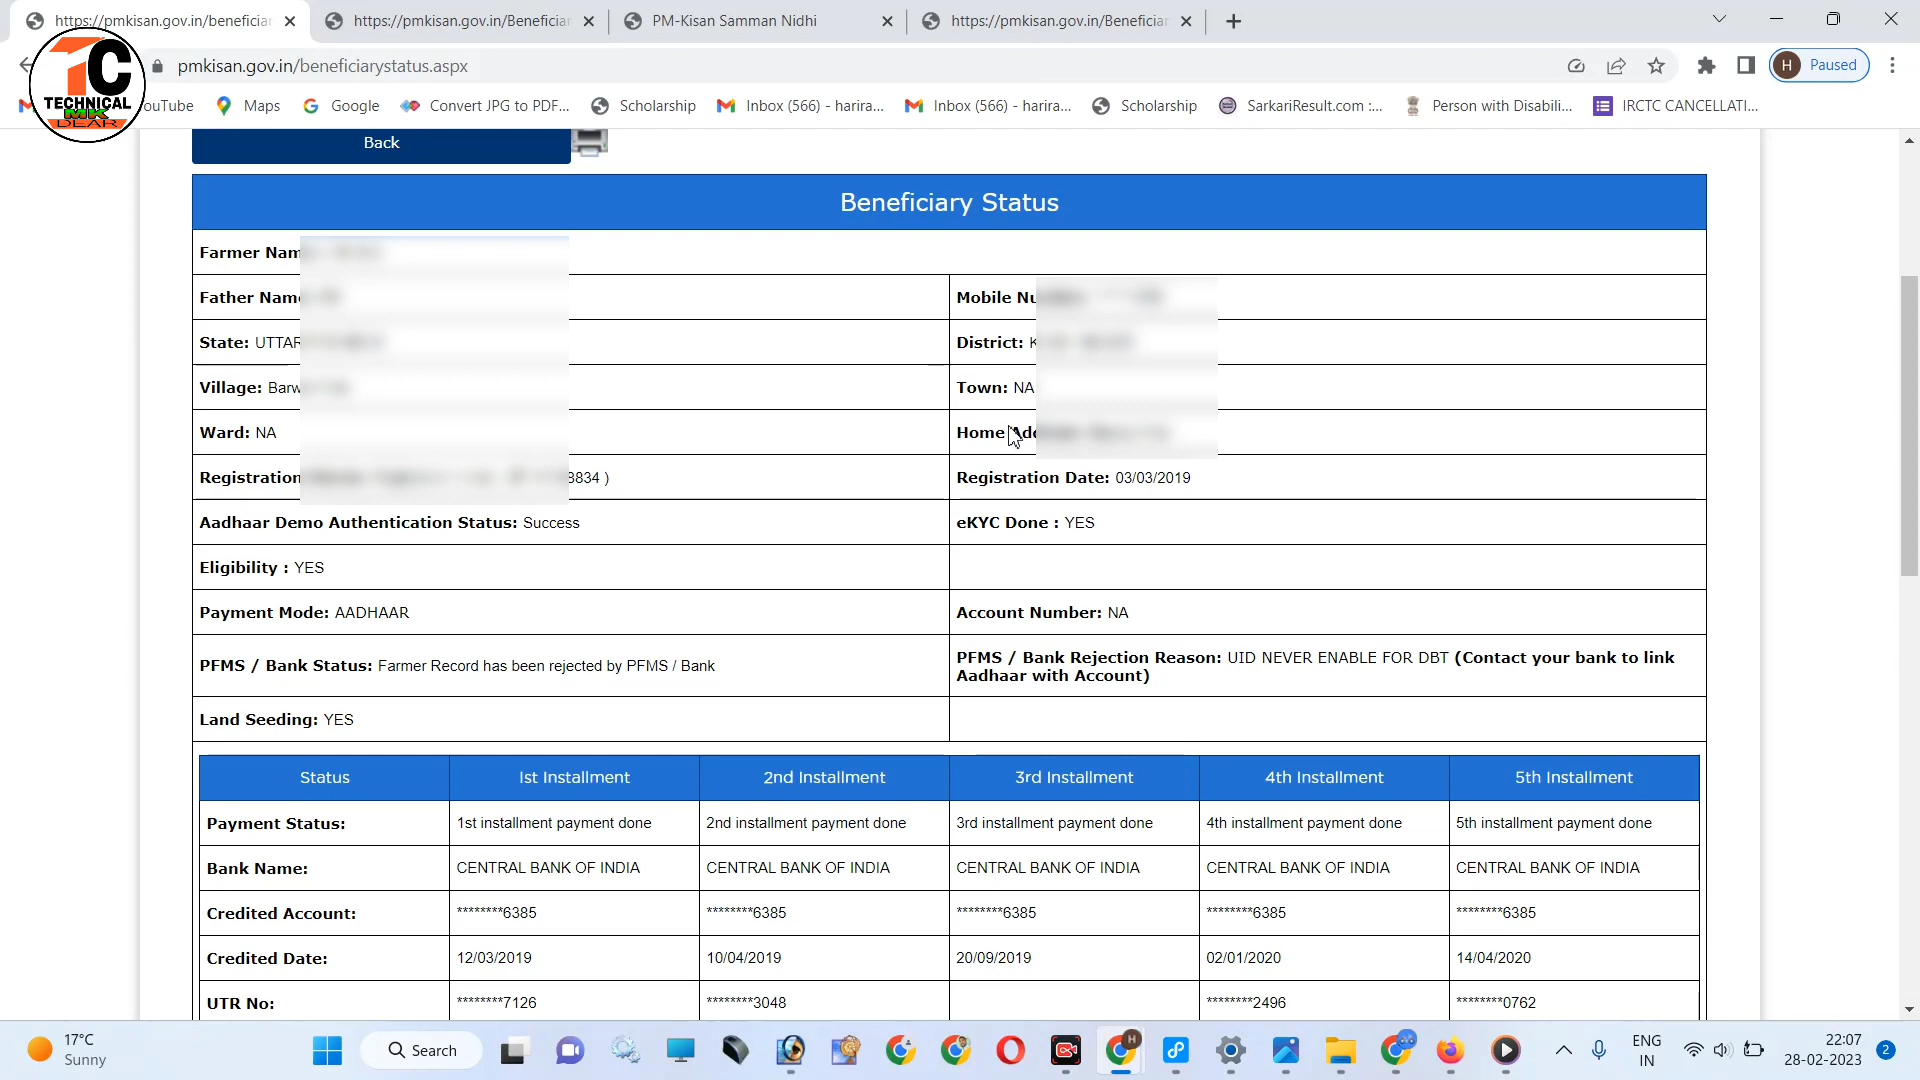 https://pmkisan.gov.in/beneficia
https://pmkisan.gov.in/Beneficiar
PM-Kisan Samman Nidhi
https://pmkisan.gov.in/Beneficiar
TC
TECHNICAL
MK
DEAR
pmkisan.gov.in/beneficiarystatus.aspx
H Paused
ouTube
Maps
Google
Convert JPG to PDF...
Scholarship
Inbox (566) - harira...
Inbox (566) - harira...
Scholarship
SarkariResult.com :...
Person with Disabili...
IRCTC CANCELLATI...
Back
Beneficiary Status
Farmer Nam
Father Name
Mobile Nu
State: UTTAR
District: K
Village: Barw
Town: NA
Ward: NA
Home Add
Registration 8834 )
Registration Date: 03/03/2019
Aadhaar Demo Authentication Status: Success
eKYC Done : YES
Eligibility : YES
Payment Mode: AADHAAR
Account Number: NA
PFMS / Bank Status: Farmer Record has been rejected by PFMS / Bank
PFMS / Bank Rejection Reason: UID NEVER ENABLE FOR DBT (Contact your bank to link
Aadhaar with Account)
Land Seeding: YES
Status Ist Installment 2nd Installment 3rd Installment 4th Installment 5th Installment
Payment Status: 1st installment payment done 2nd installment payment done 3rd installment payment done 4th installment payment done 5th installment payment done
Bank Name: CENTRAL BANK OF INDIA CENTRAL BANK OF INDIA CENTRAL BANK OF INDIA CENTRAL BANK OF INDIA CENTRAL BANK OF INDIA
Credited Account: ********6385 ********6385 ********6385 ********6385 ********6385
Credited Date: 12/03/2019 10/04/2019 20/09/2019 02/01/2020 14/04/2020
UTR No: ********7126 ********3048 ********2496 ********0762
17°C
Sunny
Search
ENG
IN
22:07
28-02-2023
2